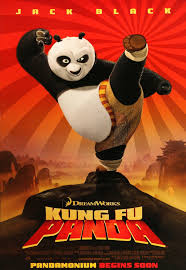 JACK BLACK
DREAMWORKS
KUNG FU
PANDA
PANDAMONIUM BEGINS SOON